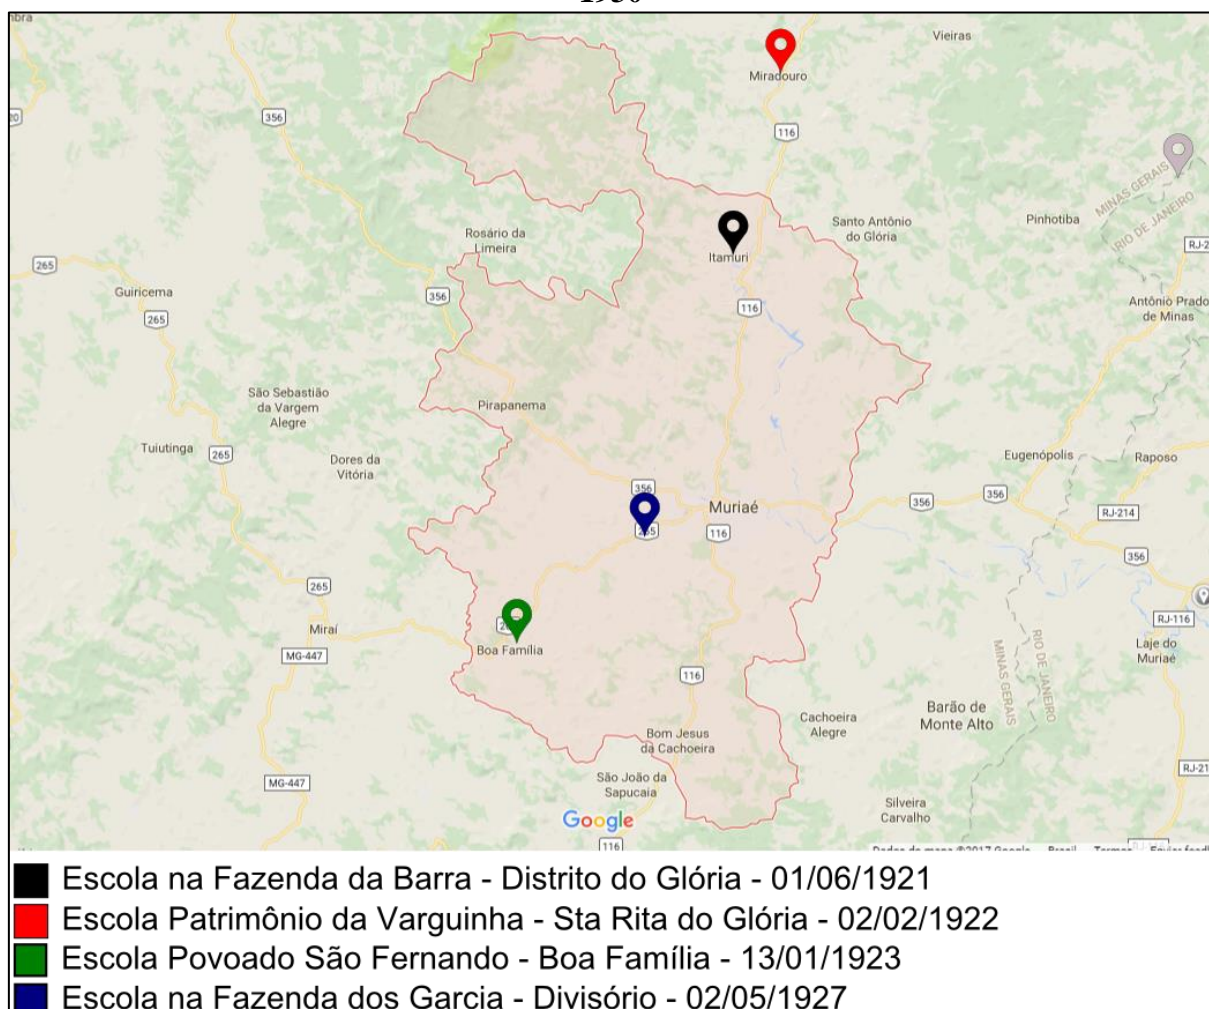 1930
356
Miradouro
Vieiras
116
MINAS GERAIS
RIO DE JANEIRO
Rosário da
Limeira
Itamuri
Santo Antônio
do Glória
Pinhotiba
265
Guiricema
265
356
116
Antônio Prado
de Minas
São Sebastião
da Vargem
Alegre
Pirapanema
Tuiutinga
265
Dores da
Vitória
Eugenópolis
Raposo
356
Muriaé
116
356
356
RJ-214
356
265
Miraí
MG-447
Boa Família
RJ-116
Laje do
Muriaé
116
RIO DE JANEIRO
MINAS GERAIS
Bom Jesus
da Cachoeira
Cachoeira
Alegre
Barão de
Monte Alto
MG-447
São João da
Sapucaia
Silveira
Carvalho
Google
116
Escola na Fazenda da Barra - Distrito do Glória - 01/06/1921
Escola Patrimônio da Varguinha - Sta Rita do Glória - 02/02/1922
Escola Povoado São Fernando - Boa Família - 13/01/1923
Escola na Fazenda dos Garcia - Divisório - 02/05/1927